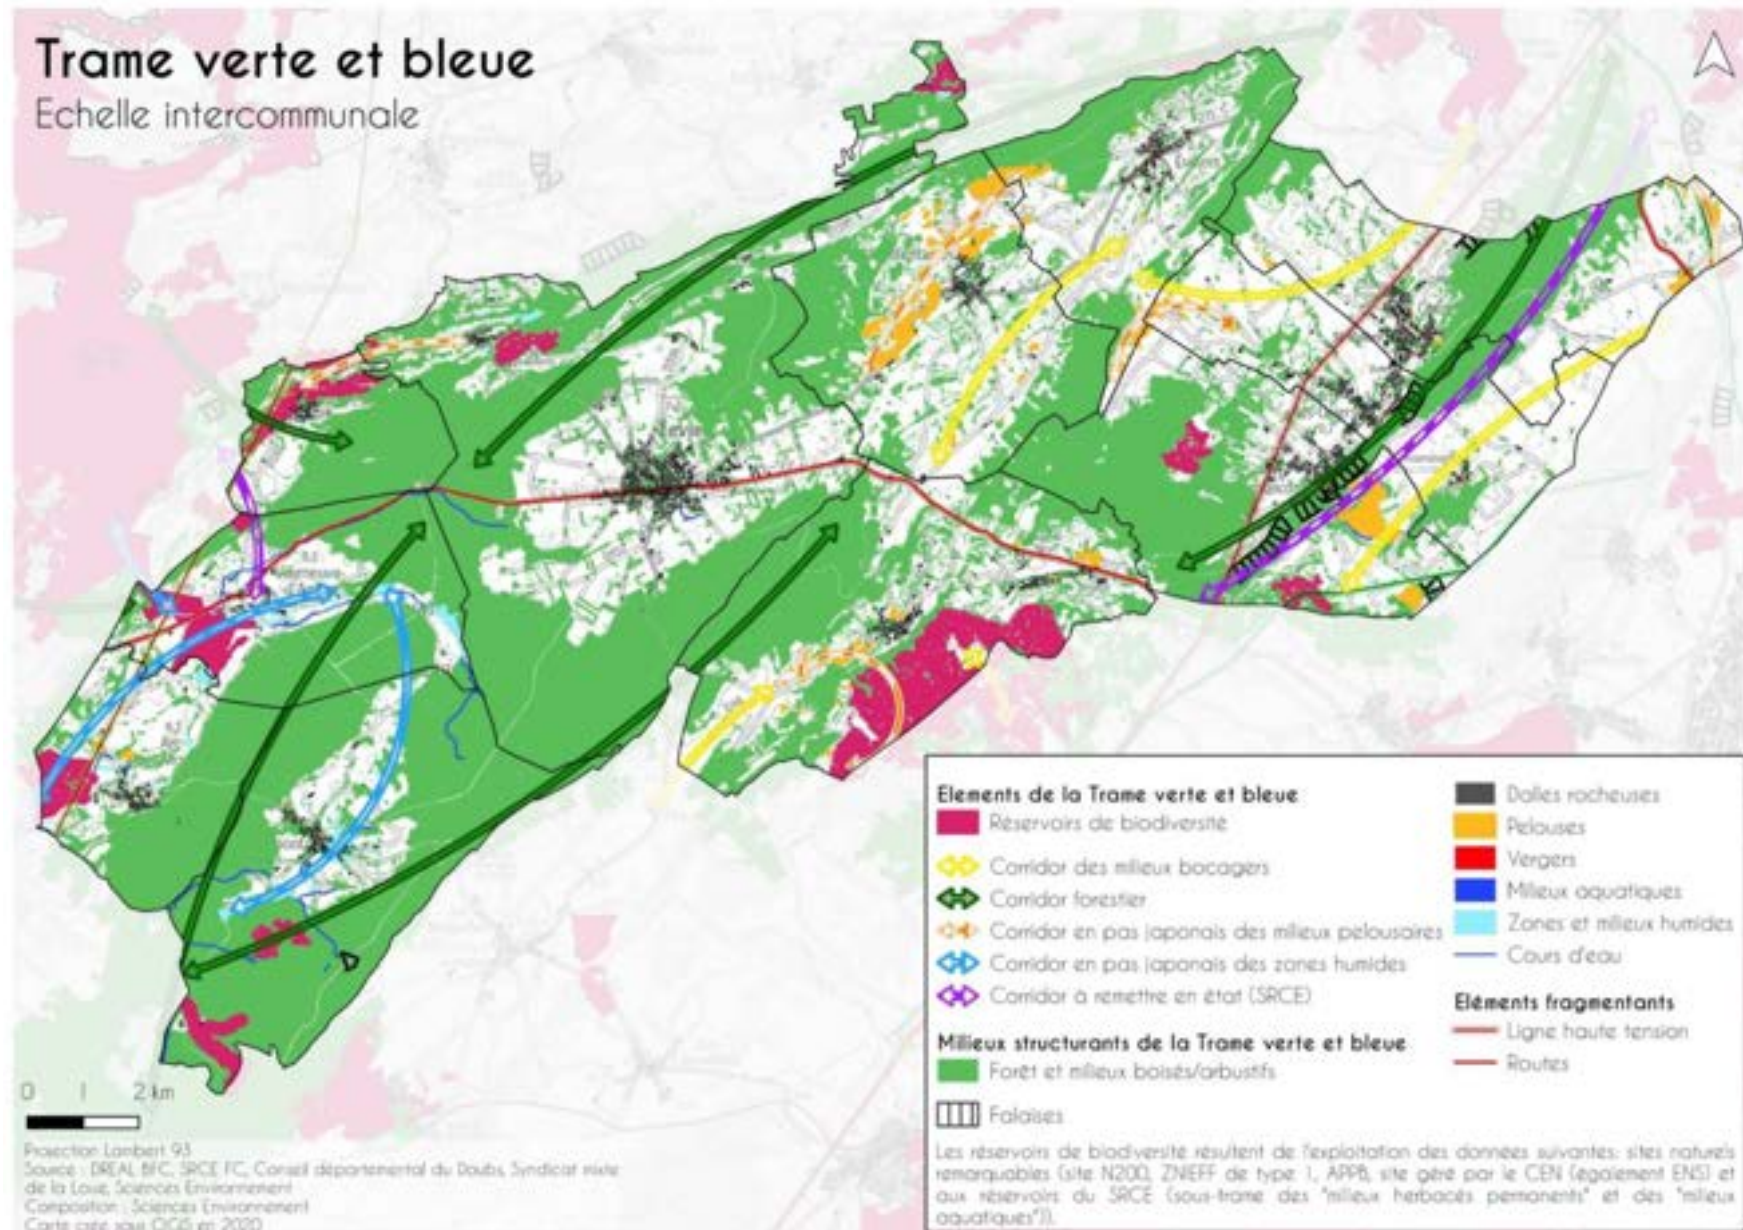 Trame verte et bleue
Echelle intercommunale
0 1 2 km
Projection Lambert 93
Source : DREAL BFC, SRCE FC, Conseil départemental du Doubs, Syndicat mixte
de la Loue, Sciences Environnement
Composition : Sciences Environnement
Carte créé sous QGIS en 2020
Elements de la Trame verte et bleue
Réservoirs de biodiversité
Corridor des milieux bocagers
Corridor forestier
Corridor en pas japonais des milieux pelousaires
Corridor en pas japonais des zones humides
Corridor à remettre en état (SRCE)
Milieux structurants de la Trame verte et bleue
Forêt et milieux boisés/arbustifs
Falaises
Dalles rocheuses
Pelouses
Vergers
Milieux aquatiques
Zones et milieux humides
Cours d'eau
Eléments fragmentants
Ligne haute tension
Routes
Les réservoirs de biodiversité résultent de l'exploitation des données suivantes: sites naturels
remarquables (site N200, ZNIEFF de type 1, APPB, site géré par le CEN (également ENS) et
aux réservoirs du SRCE (sous-trame des "milieux herbacés permanents" et des "milieux
aquatiques")).